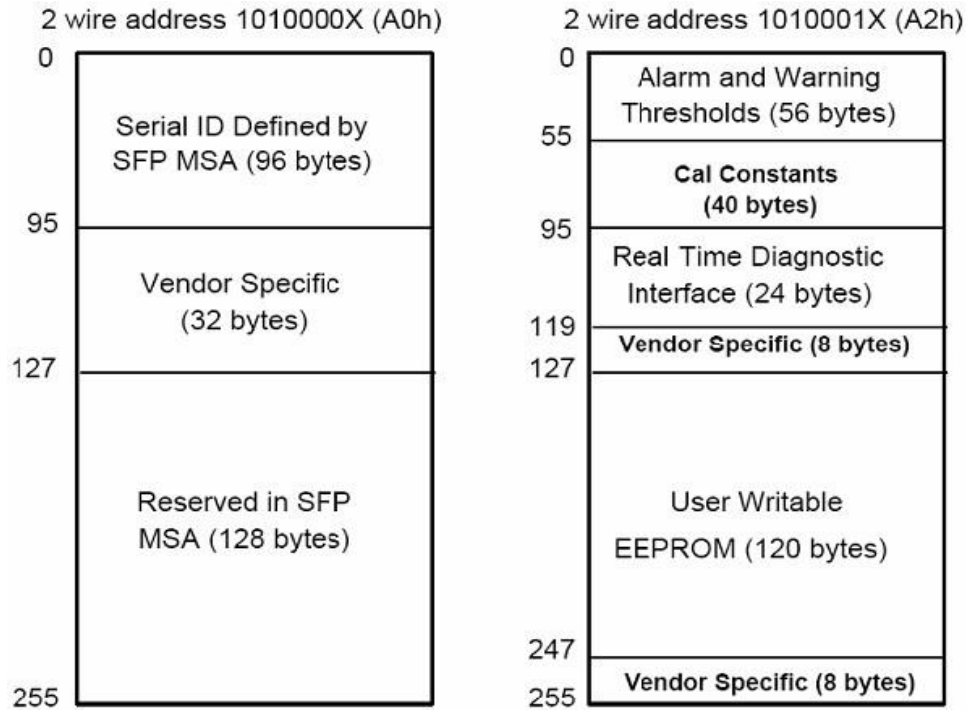 2 wire address 1010000X (A0h)
0
Serial ID Defined by
SFP MSA (96 bytes)
95
Vendor Specific
(32 bytes)
127
Reserved in SFP
MSA (128 bytes)
255
2 wire address 1010001X (A2h)
0
Alarm and Warning
Thresholds (56 bytes)
55
Cal Constants
(40 bytes)
95
Real Time Diagnostic
Interface (24 bytes)
119
Vendor Specific (8 bytes)
127
User Writable
EEPROM (120 bytes)
247
Vendor Specific (8 bytes)
255